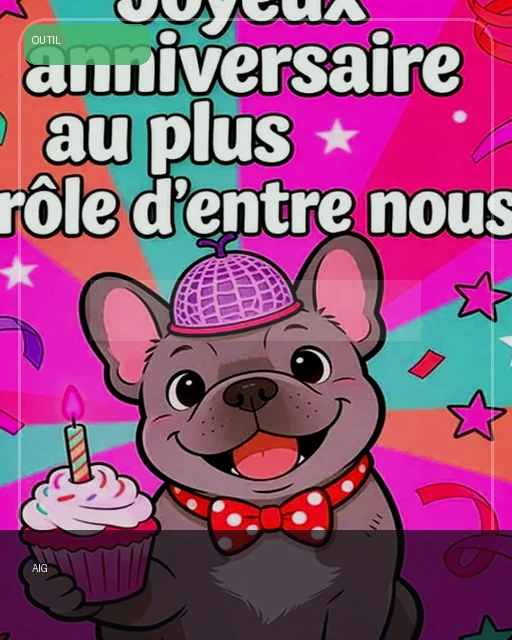 Joyeux
OUTIL
anniversaire
au plus
rôle d’entre nous
AIG